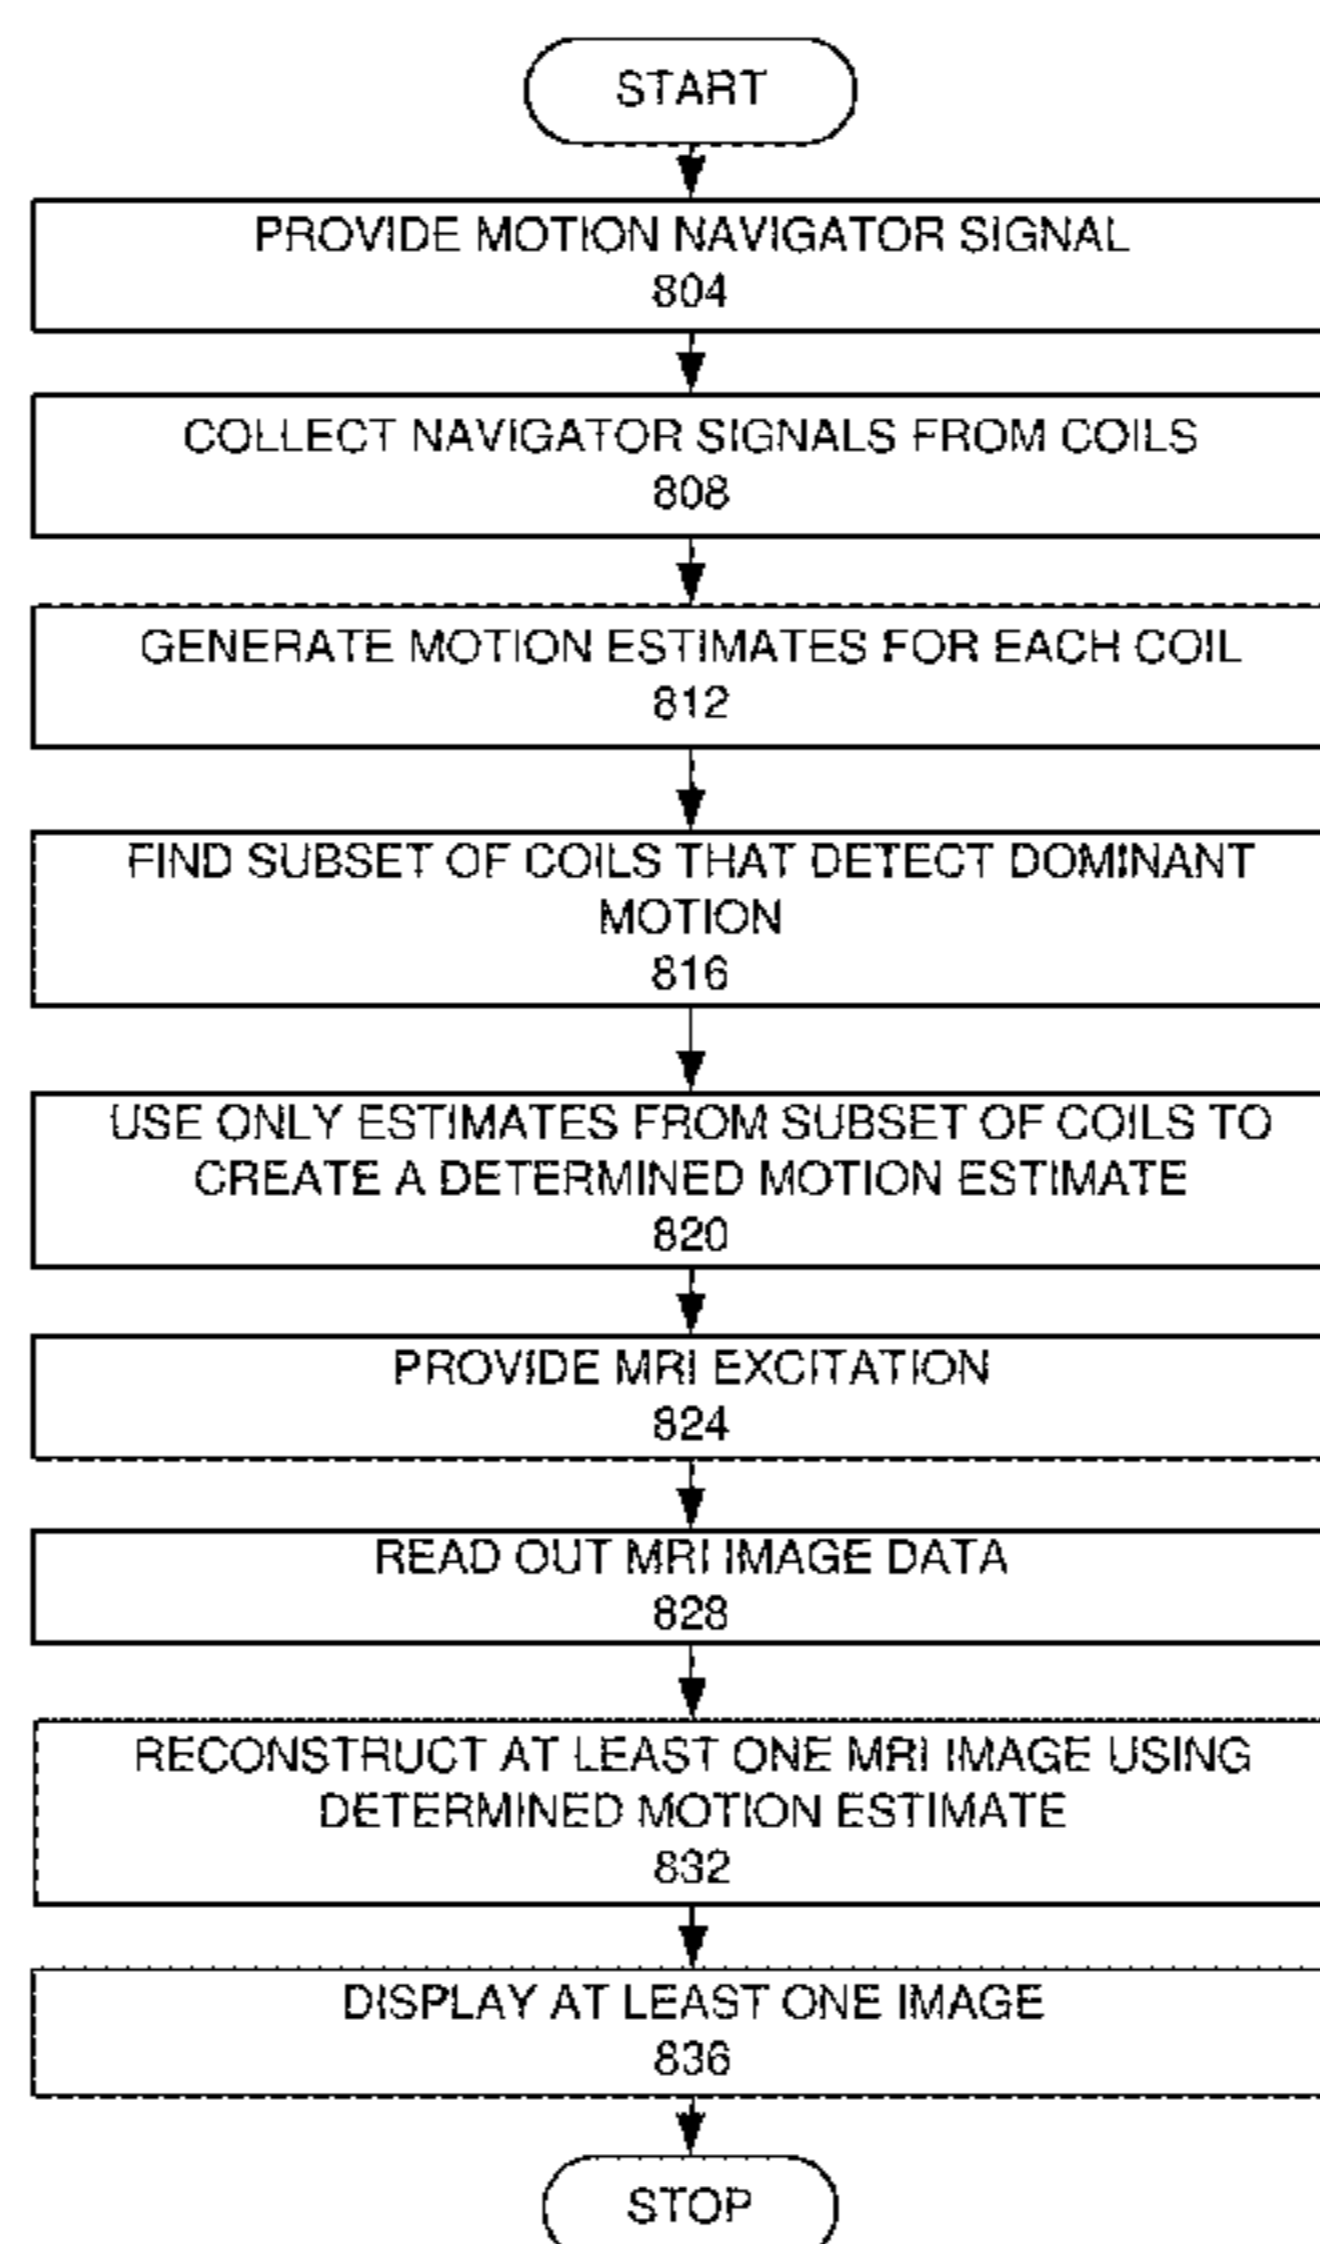 START
PROVIDE MOTION NAVIGATOR SIGNAL
804
COLLECT NAVIGATOR SIGNALS FROM COILS
808
GENERATE MOTION ESTIMATES FOR EACH COIL
812
FIND SUBSET OF COILS THAT DETECT DOMINANT
MOTION
816
USE ONLY ESTIMATES FROM SUBSET OF COILS TO
CREATE A DETERMINED MOTION ESTIMATE
820
PROVIDE MRI EXCITATION
824
READ OUT MRI IMAGE DATA
828
RECONSTRUCT AT LEAST ONE MRI IMAGE USING
DETERMINED MOTION ESTIMATE
832
DISPLAY AT LEAST ONE IMAGE
836
STOP